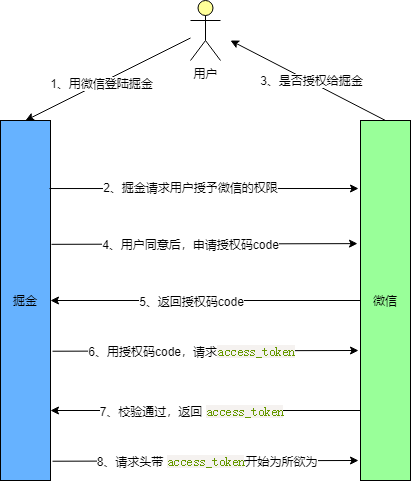 用户
1、用微信登陆掘金
3、是否授权给掘金
2、掘金请求用户授予微信的权限
4、用户同意后，申请授权码code
掘金
微信
5、返回授权码code
6、用授权码code，请求access_token
7、校验通过，返回 access_token
8、请求头带 access_token开始为所欲为